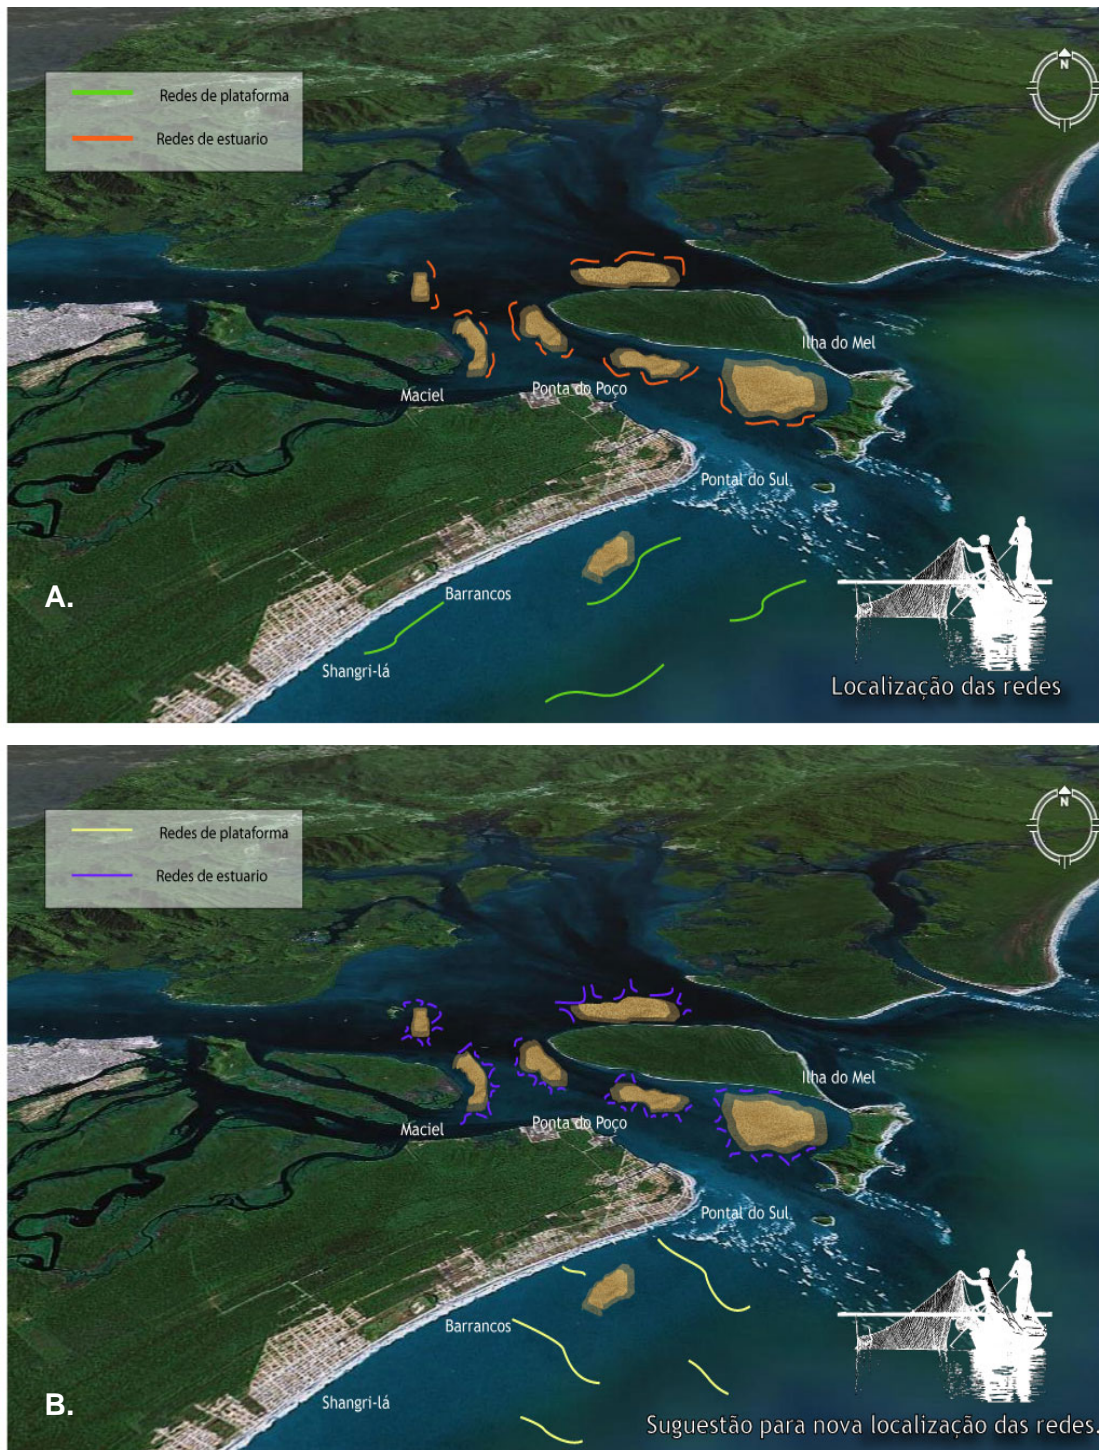 Redes de plataforma
Redes de estuario
N
Ilha do Mel
Maciel
Ponta do Poço
Pontal do Sul
A.
Barrancos
Shangri-lá
Localização das redes
Redes de plataforma
Redes de estuario
N
Ilha do Mel
Maciel
Ponta do Poço
Pontal do Sul
Barrancos
Shangri-lá
B.
Suguestão para nova localização das redes.